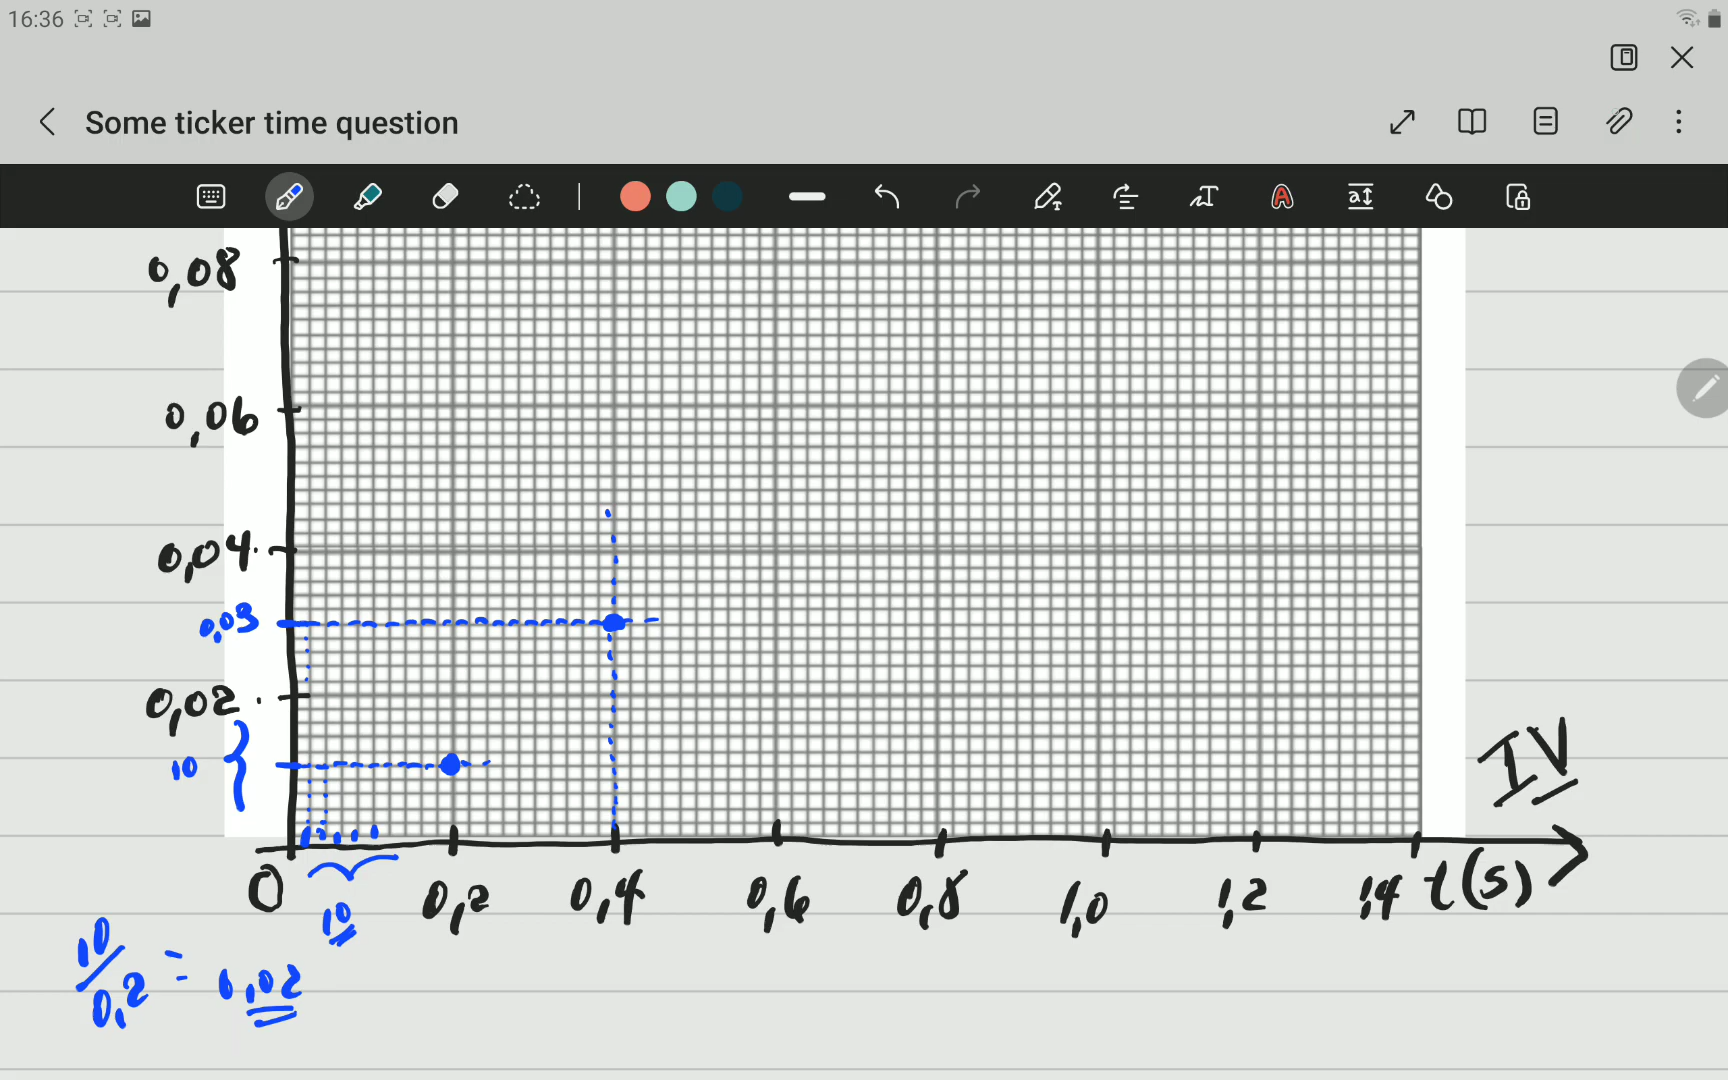 16:36
Some ticker time question
0,08
0,06
0,04
0,03
0,02
10
IV
0 0,2 0,4 0,6 0,8 1,0 1,2 1,4 t(s)
10
10/0,2 = 0,02